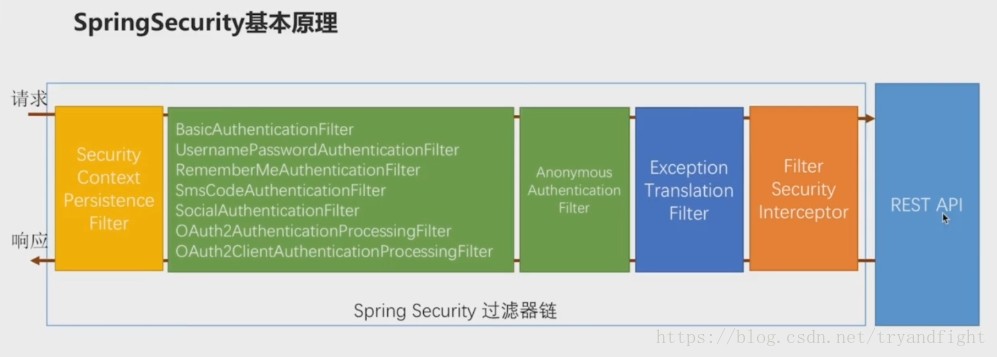 SpringSecurity基本原理
请求
响应
Security
Context
Persistence
Filter
BasicAuthenticationFilter
UsernamePasswordAuthenticationFilter
RememberMeAuthenticationFilter
SmsCodeAuthenticationFilter
SocialAuthenticationFilter
OAuth2AuthenticationProcessingFilter
OAuth2ClientAuthenticationProcessingFilter
Anonymous
Authentication
Filter
Exception
Translation
Filter
Filter
Security
Interceptor
REST API
Spring Security 过滤器链
https://blog.csdn.net/tryandfight